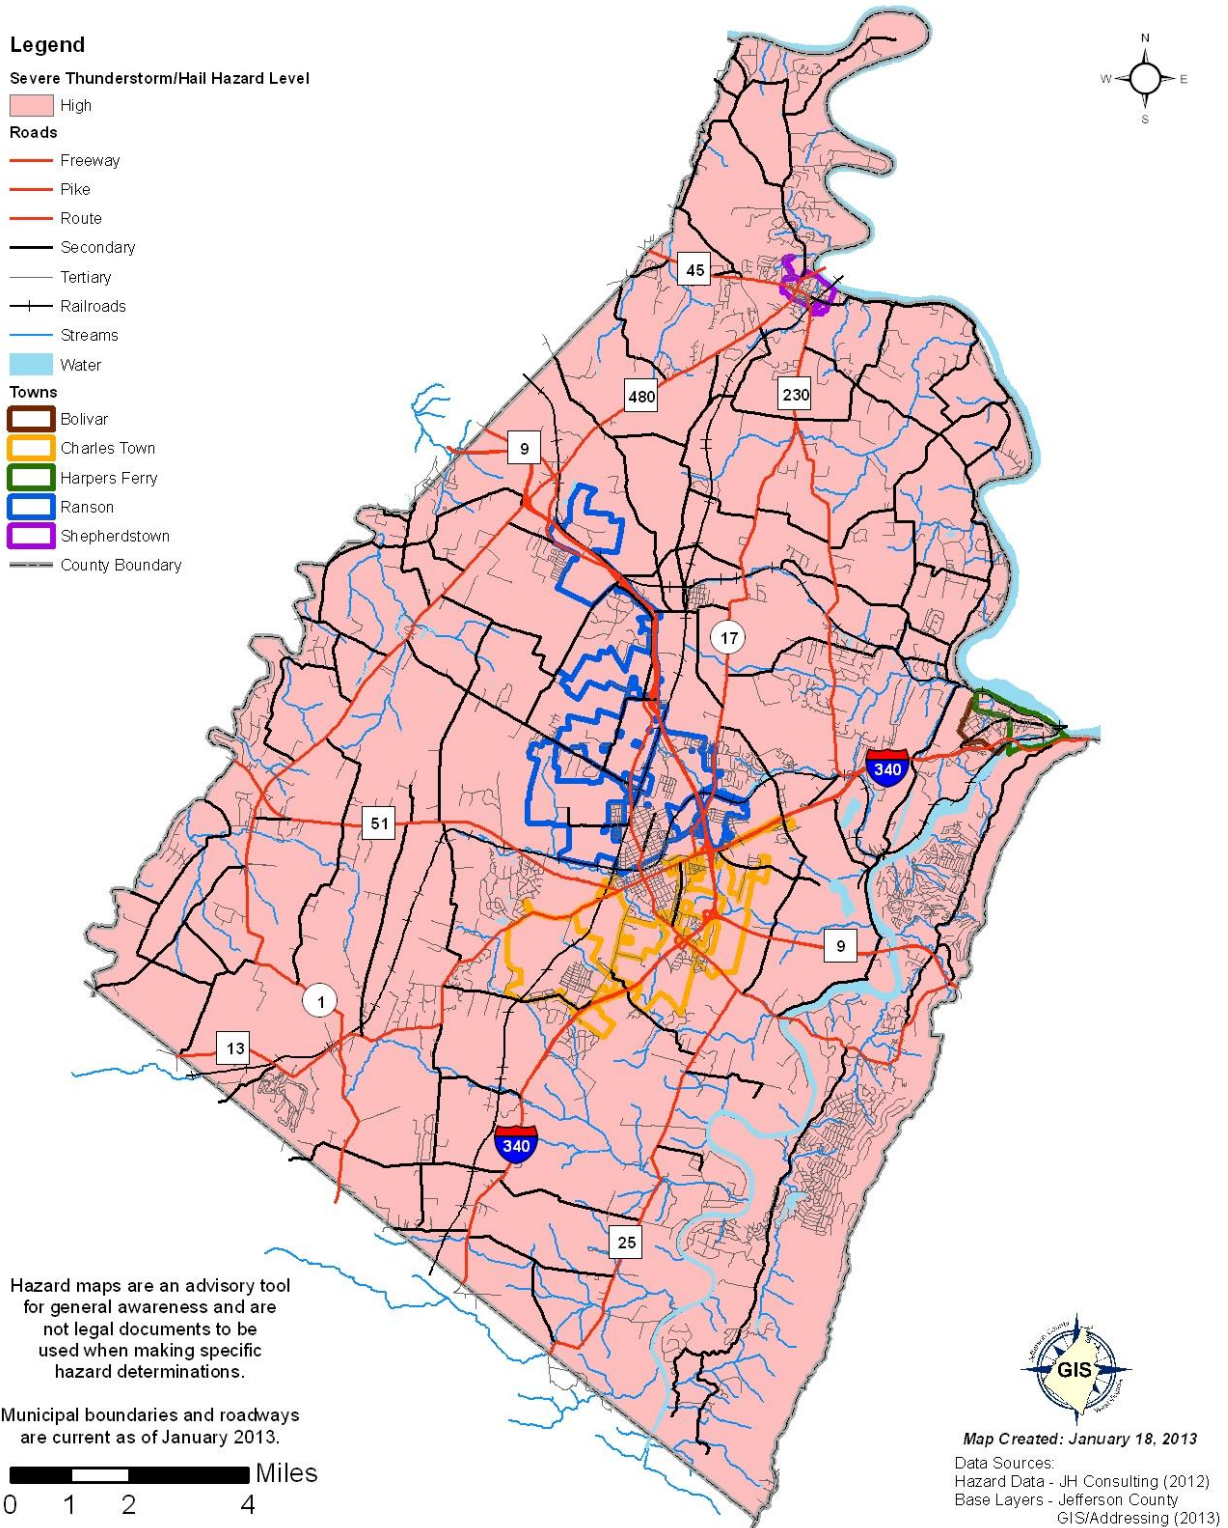 Legend
Severe Thunderstorm/Hail Hazard Level
High
Roads
Freeway
Pike
Route
Secondary
Tertiary
Railroads
Streams
Water
Towns
Bolivar
Charles Town
Harpers Ferry
Ranson
Shepherdstown
County Boundary
N
W E
S
45
480
230
9
17
340
51
9
1
13
340
25
Hazard maps are an advisory tool
for general awareness and are
not legal documents to be
used when making specific
hazard determinations.
Municipal boundaries and roadways
are current as of January 2013.
Miles
0 1 2 4
Jefferson County
GIS
Map Created: January 18, 2013
Data Sources:
Hazard Data - JH Consulting (2012)
Base Layers - Jefferson County
GIS/Addressing (2013)